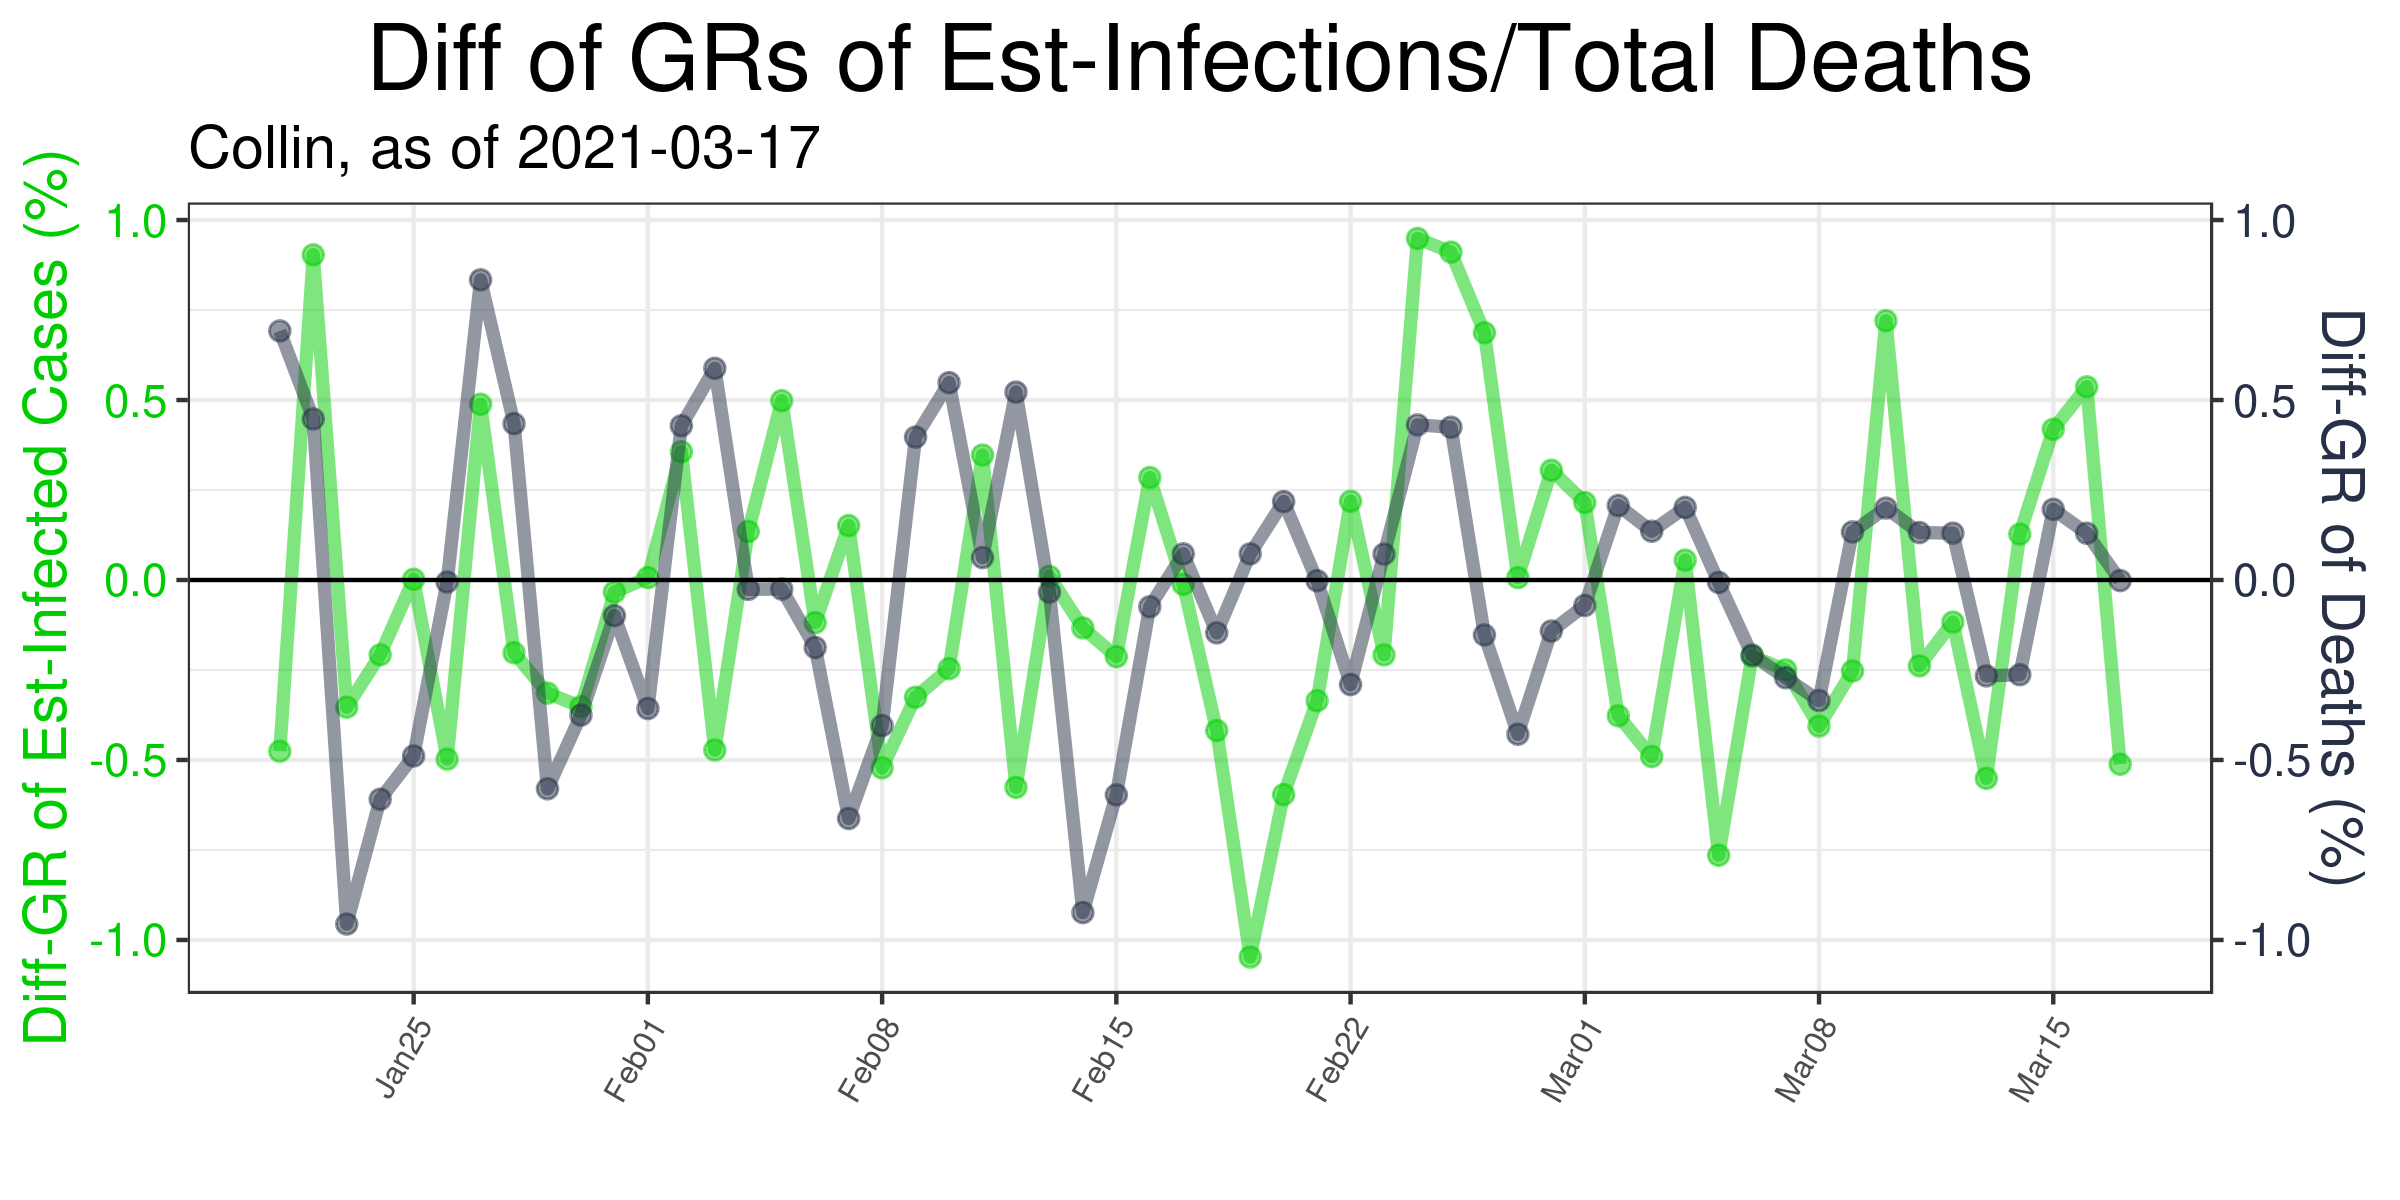 Diff of GRs of Est-Infections/Total Deaths
Collin, as of 2021-03-17
Diff-GR of Est-Infected Cases (%)
1.0
0.5
0.0
-0.5
-1.0
1.0
0.5
0.0
-0.5
-1.0
Diff-GR of Deaths (%)
Jan25
Feb01
Feb08
Feb15
Feb22
Mar01
Mar08
Mar15